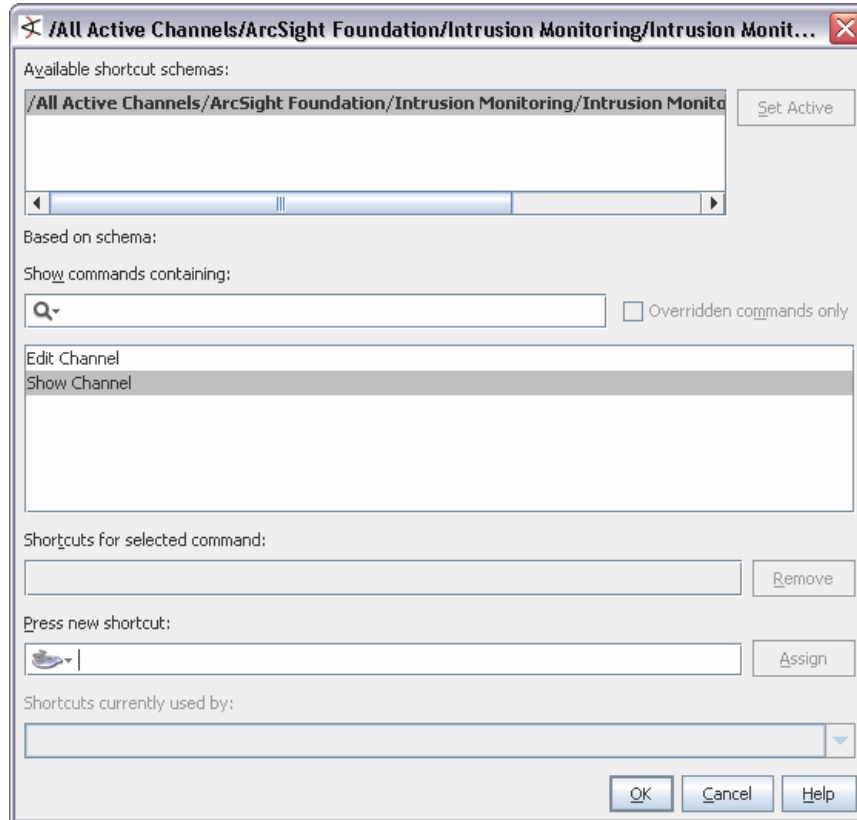 /All Active Channels/ArcSight Foundation/Intrusion Monitoring/Intrusion Monit...
Available shortcut schemas:
/All Active Channels/ArcSight Foundation/Intrusion Monitoring/Intrusion Monito
Set Active
Based on schema:
Show commands containing:
Overridden commands only
Edit Channel
Show Channel
Shortcuts for selected command:
Remove
Press new shortcut:
Assign
Shortcuts currently used by:
OK Cancel Help